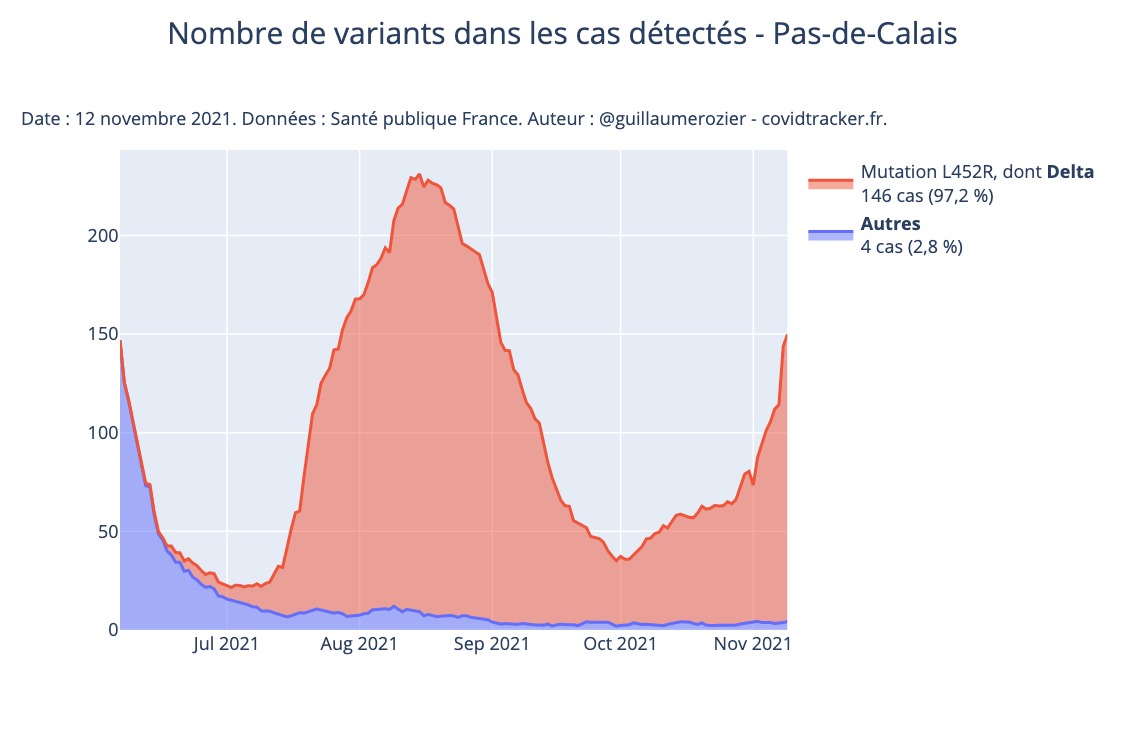 Nombre de variants dans les cas détectés - Pas-de-Calais
Date : 12 novembre 2021. Données : Santé publique France. Auteur : @guillaumerozier - covidtracker.fr.
Mutation L452R, dont Delta
146 cas (97,2 %)
Autres
4 cas (2,8 %)
200
150
100
50
0
Jul 2021
Aug 2021
Sep 2021
Oct 2021
Nov 2021